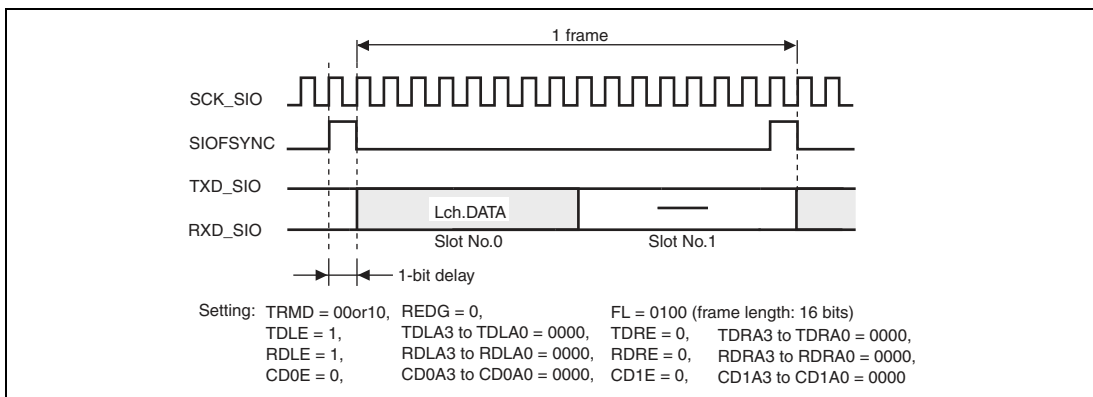 1 frame
SCK_SIO
SIOFSYNC
TXD_SIO
RXD_SIO
Lch.DATA
Slot No.0
Slot No.1
1-bit delay
Setting: TRMD = 00or10, REDG = 0, FL = 0100 (frame length: 16 bits)
TDLE = 1, TDLA3 to TDLA0 = 0000, TDRE = 0, TDRA3 to TDRA0 = 0000,
RDLE = 1, RDLA3 to RDLA0 = 0000, RDRE = 0, RDRA3 to RDRA0 = 0000,
CD0E = 0, CD0A3 to CD0A0 = 0000, CD1E = 0, CD1A3 to CD1A0 = 0000